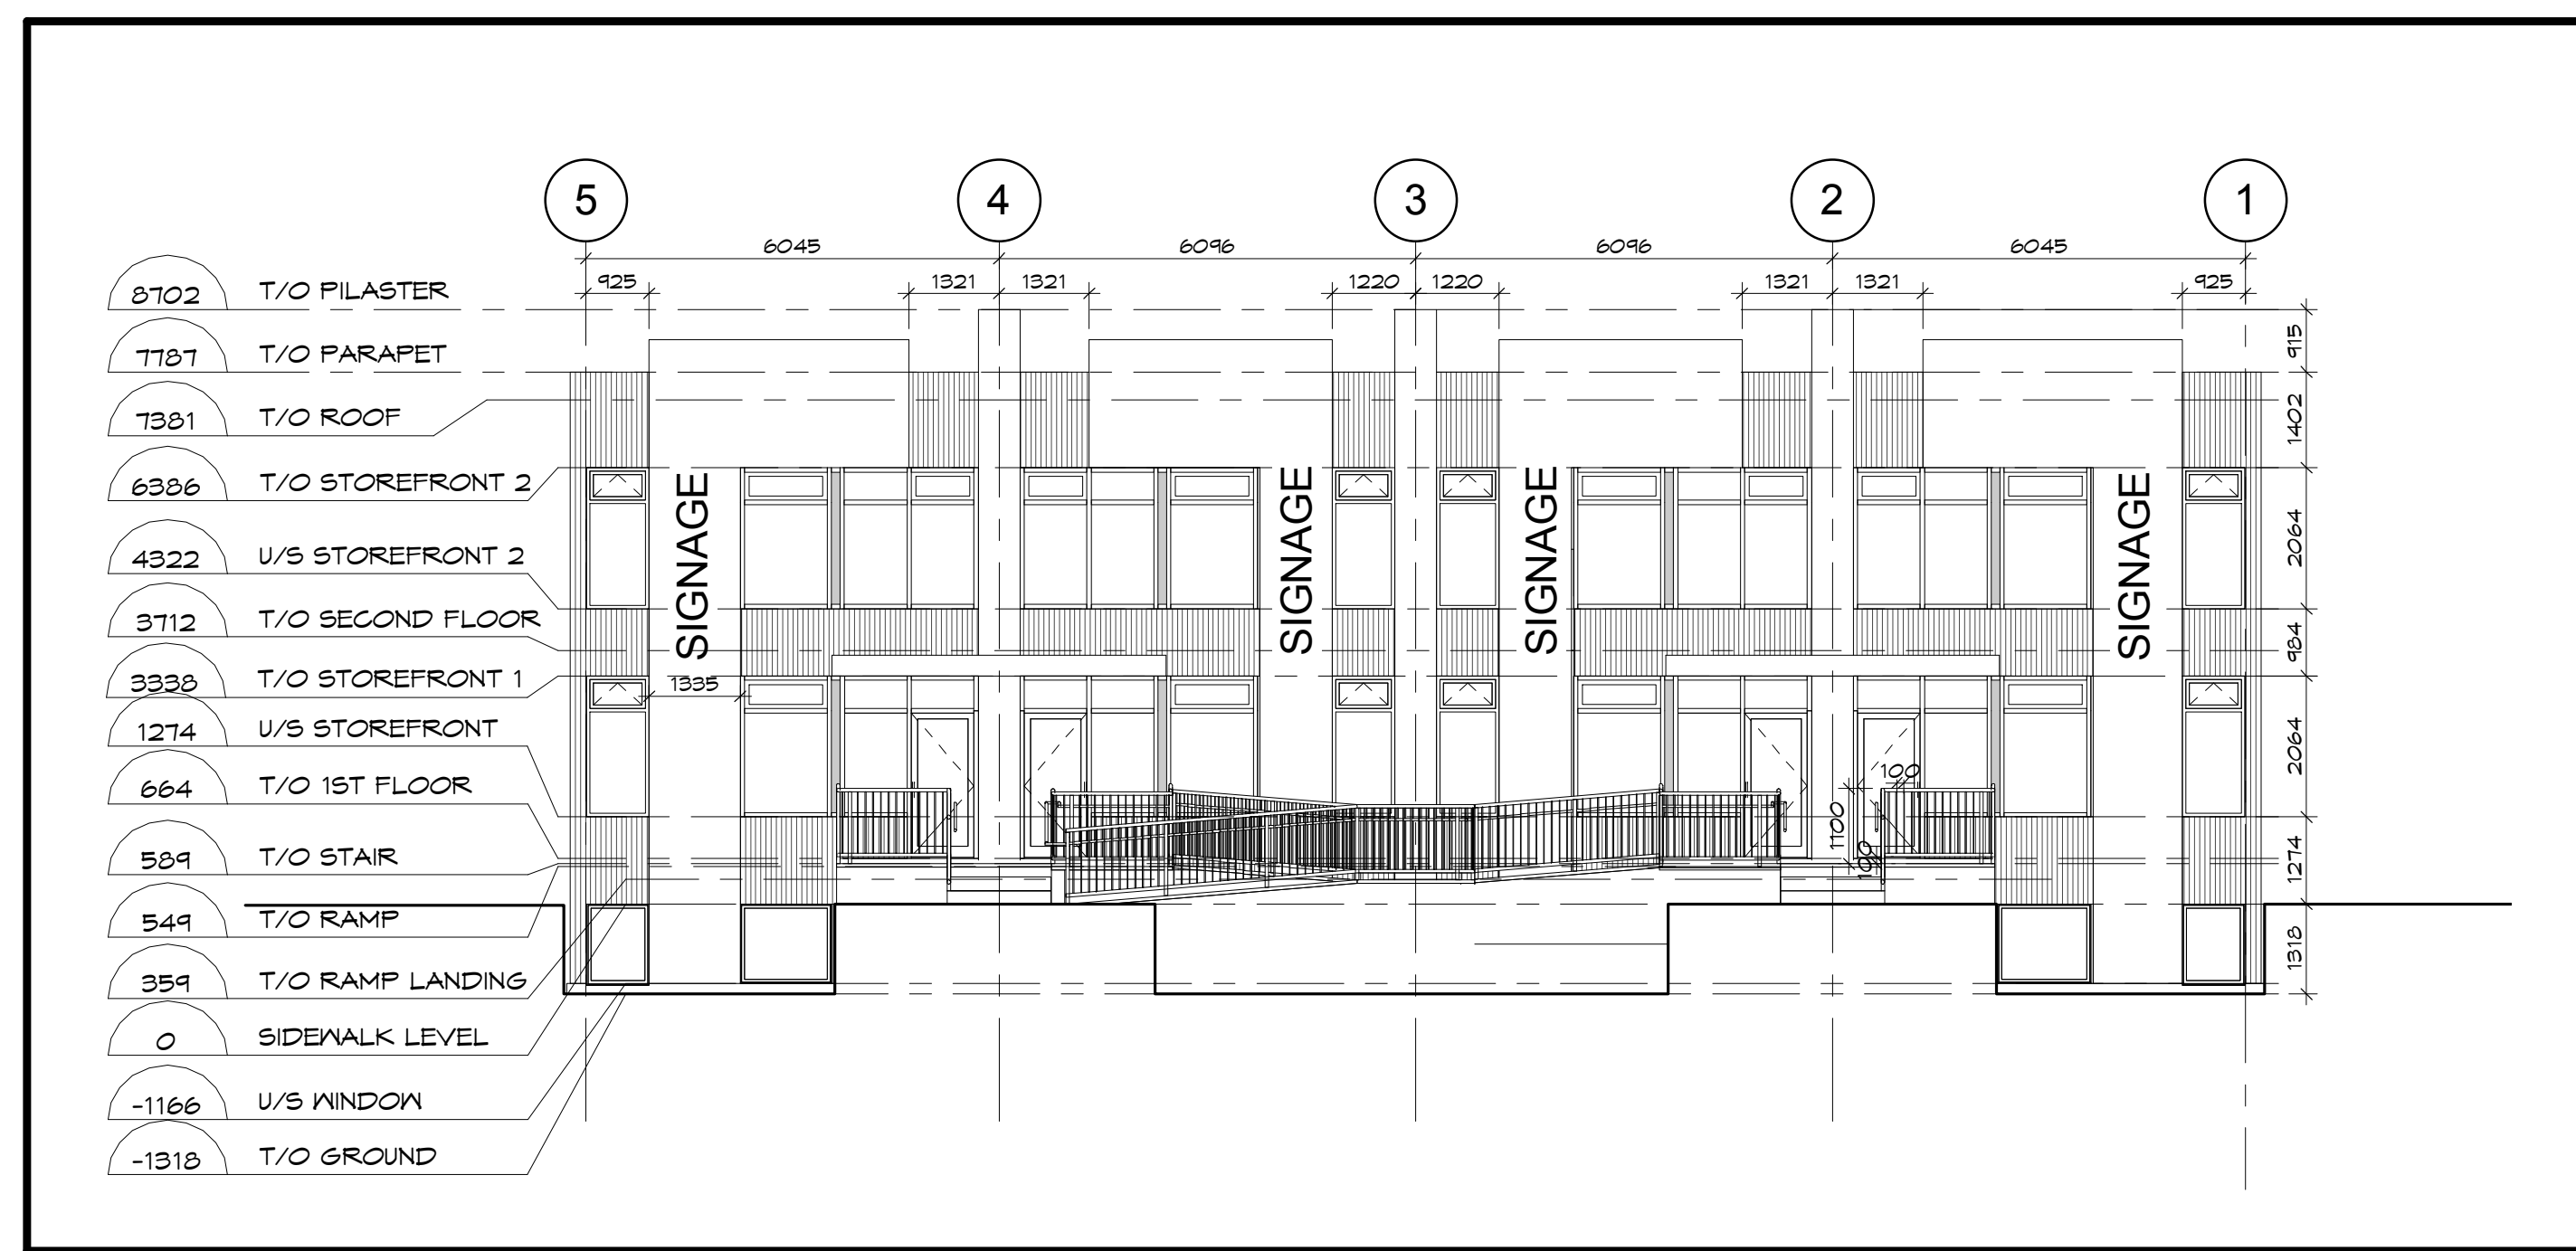 5 4 3 2 1
6045 6096 6096 6045
925 1321 1321 1220 1220 1321 1321 925
8702 T/O PILASTER
7787 T/O PARAPET
7381 T/O ROOF
6386 T/O STOREFRONT 2
4322 U/S STOREFRONT 2
3712 T/O SECOND FLOOR
3338 T/O STOREFRONT 1
1274 U/S STOREFRONT
664 T/O 1ST FLOOR
589 T/O STAIR
549 T/O RAMP
359 T/O RAMP LANDING
0 SIDEWALK LEVEL
-1166 U/S WINDOW
-1318 T/O GROUND
SIGNAGE
SIGNAGE
SIGNAGE
SIGNAGE
1335
100
1100
100
915
1402
2064
984
2064
1274
1318